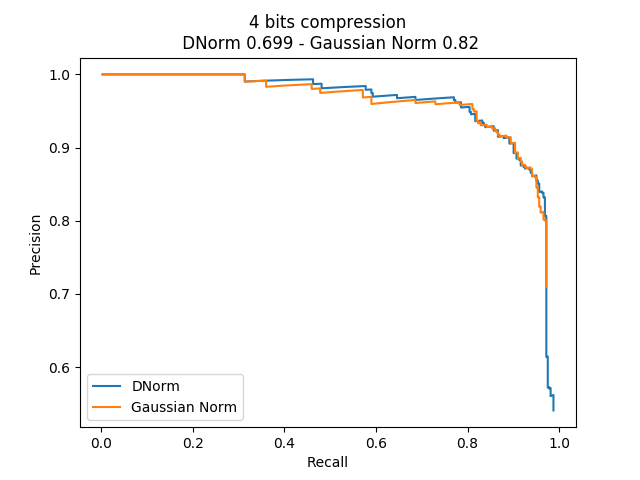 4 bits compression
DNorm 0.699 - Gaussian Norm 0.82
1.0
0.9
0.8
0.7
0.6
Precision
DNorm
Gaussian Norm
0.0 0.2 0.4 0.6 0.8 1.0
Recall